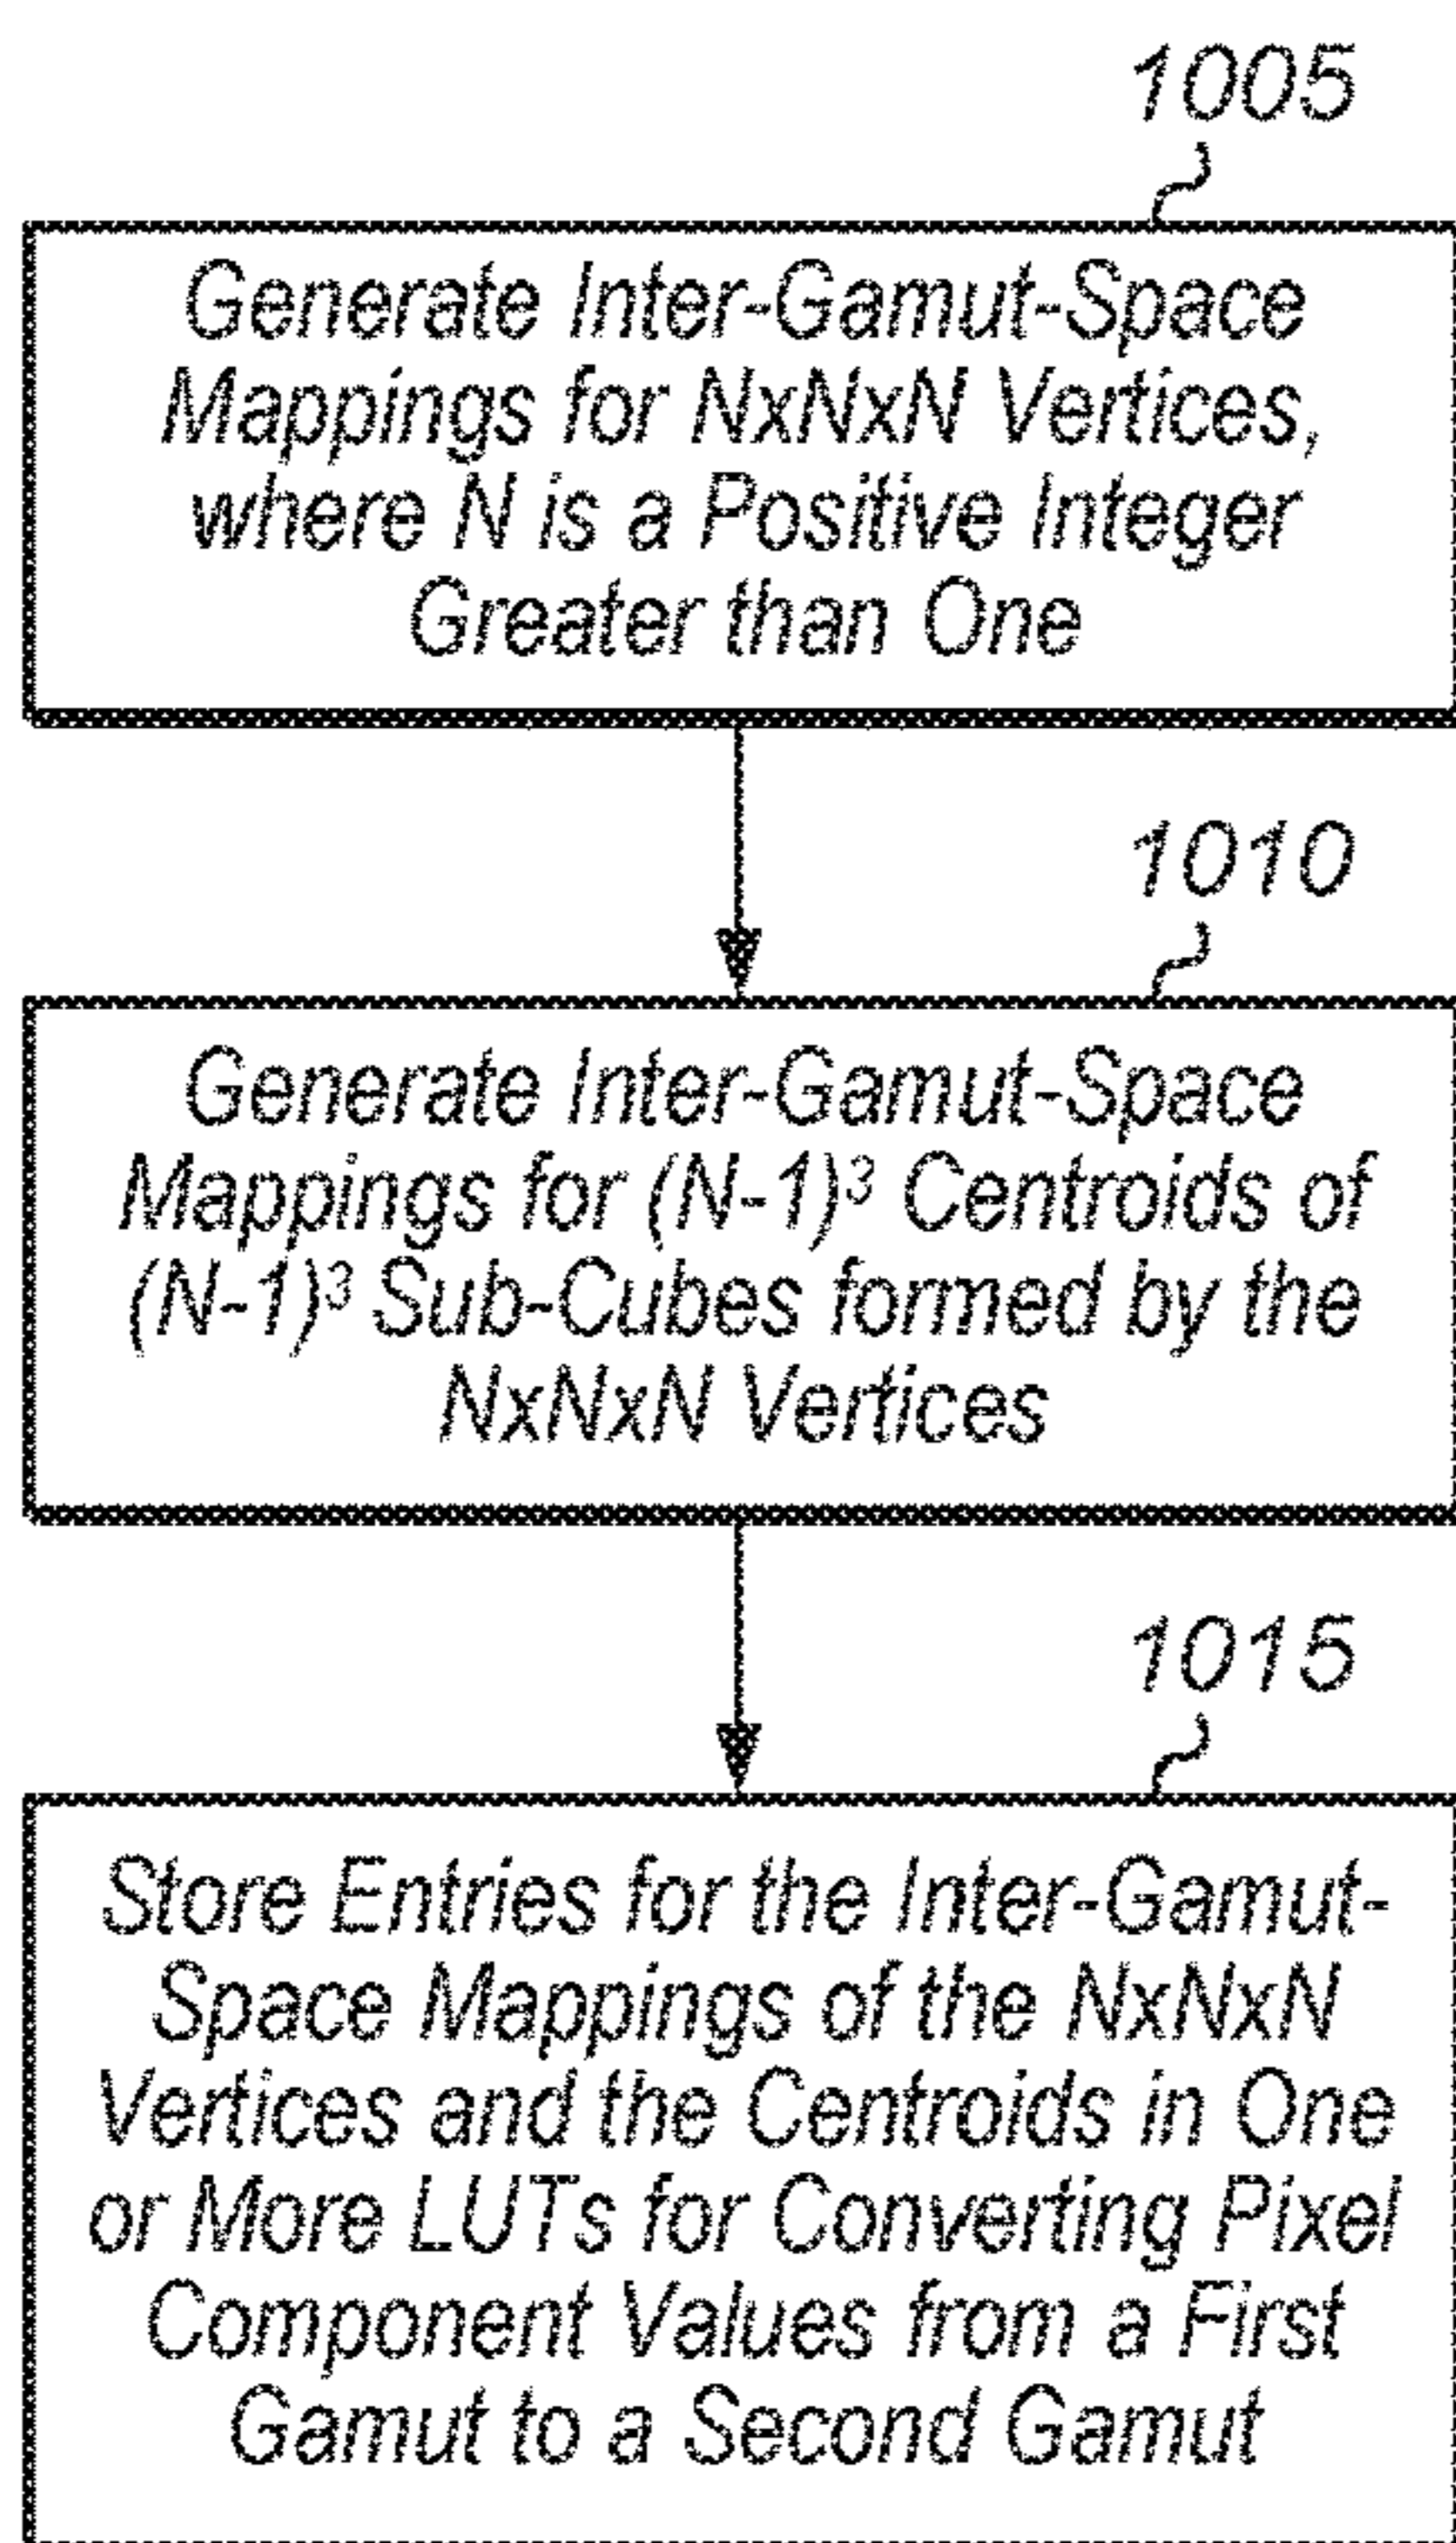 1005
Generate Inter-Gamut-Space
Mappings for NxNxN Vertices,
where N is a Positive Integer
Greater than One
1010
Generate Inter-Gamut-Space
Mappings for (N-1)³ Centroids of
(N-1)³ Sub-Cubes formed by the
NxNxN Vertices
1015
Store Entries for the Inter-Gamut-
Space Mappings of the NxNxN
Vertices and the Centroids in One
or More LUTs for Converting Pixel
Component Values from a First
Gamut to a Second Gamut